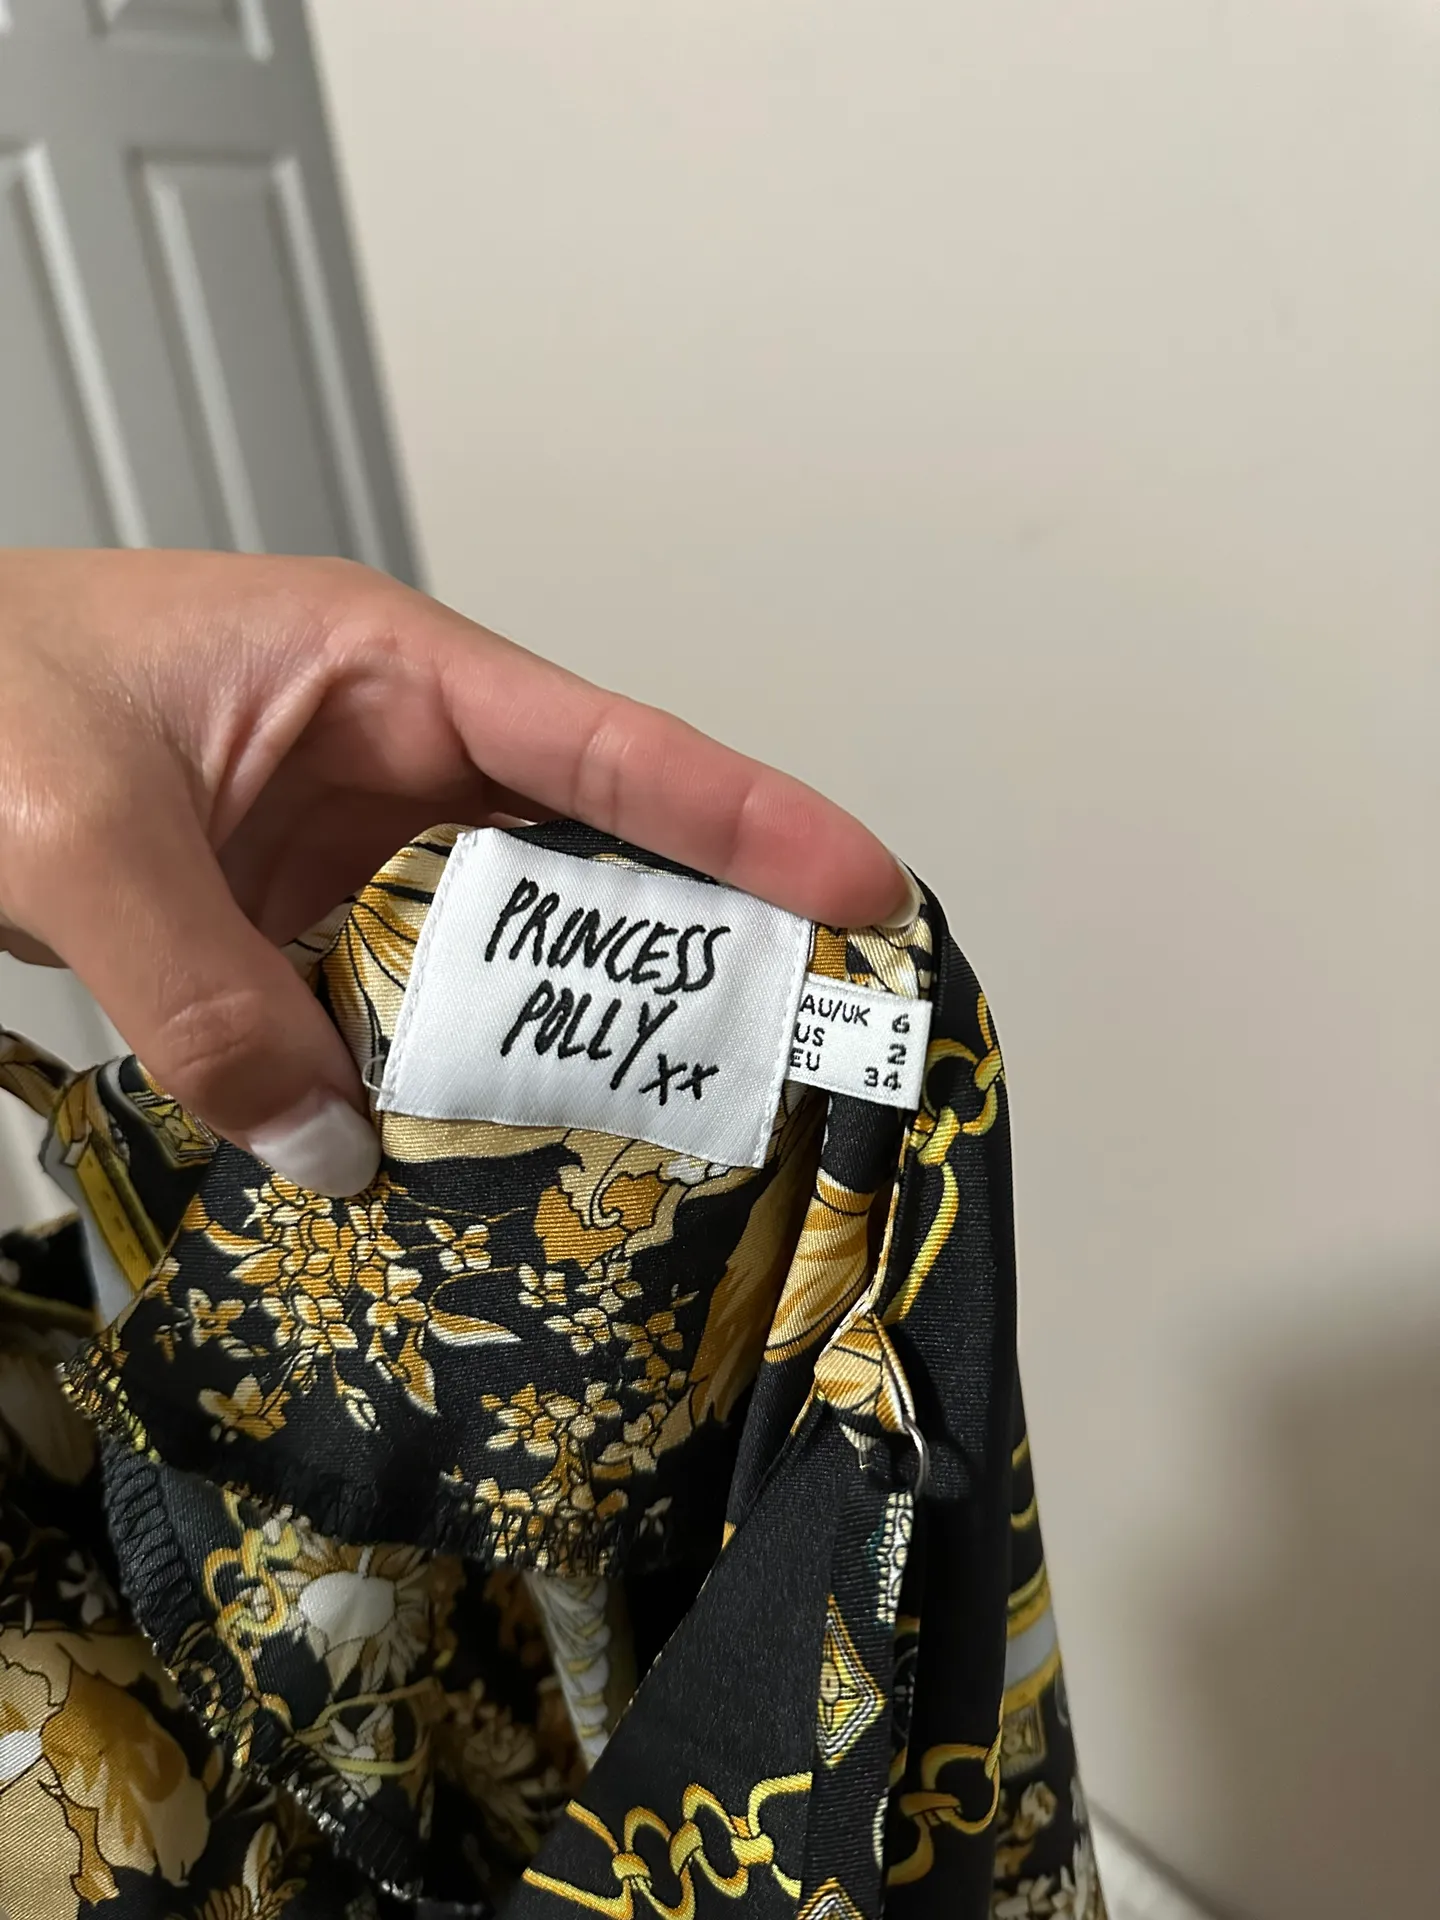 PRINCESS
POLLY xx
AU/UK 6
US 2
EU 34